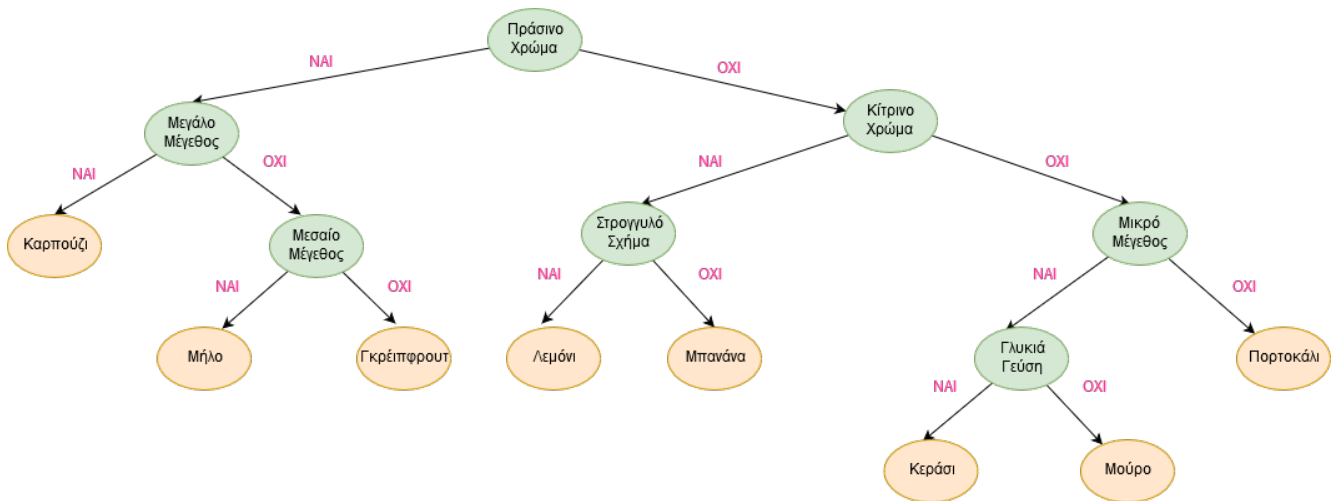 Πράσινο
Χρώμα
ΝΑΙ
ΟΧΙ
Μεγάλο
Μέγεθος
Κίτρινο
Χρώμα
ΝΑΙ
ΟΧΙ
ΝΑΙ
ΟΧΙ
Καρπούζι
Μεσαίο
Μέγεθος
Στρογγυλό
Σχήμα
Μικρό
Μέγεθος
ΝΑΙ
ΟΧΙ
ΝΑΙ
ΟΧΙ
ΝΑΙ
ΟΧΙ
Μήλο
Γκρέιπφρουτ
Λεμόνι
Μπανάνα
Γλυκιά
Γεύση
Πορτοκάλι
ΝΑΙ
ΟΧΙ
Κεράσι
Μούρο